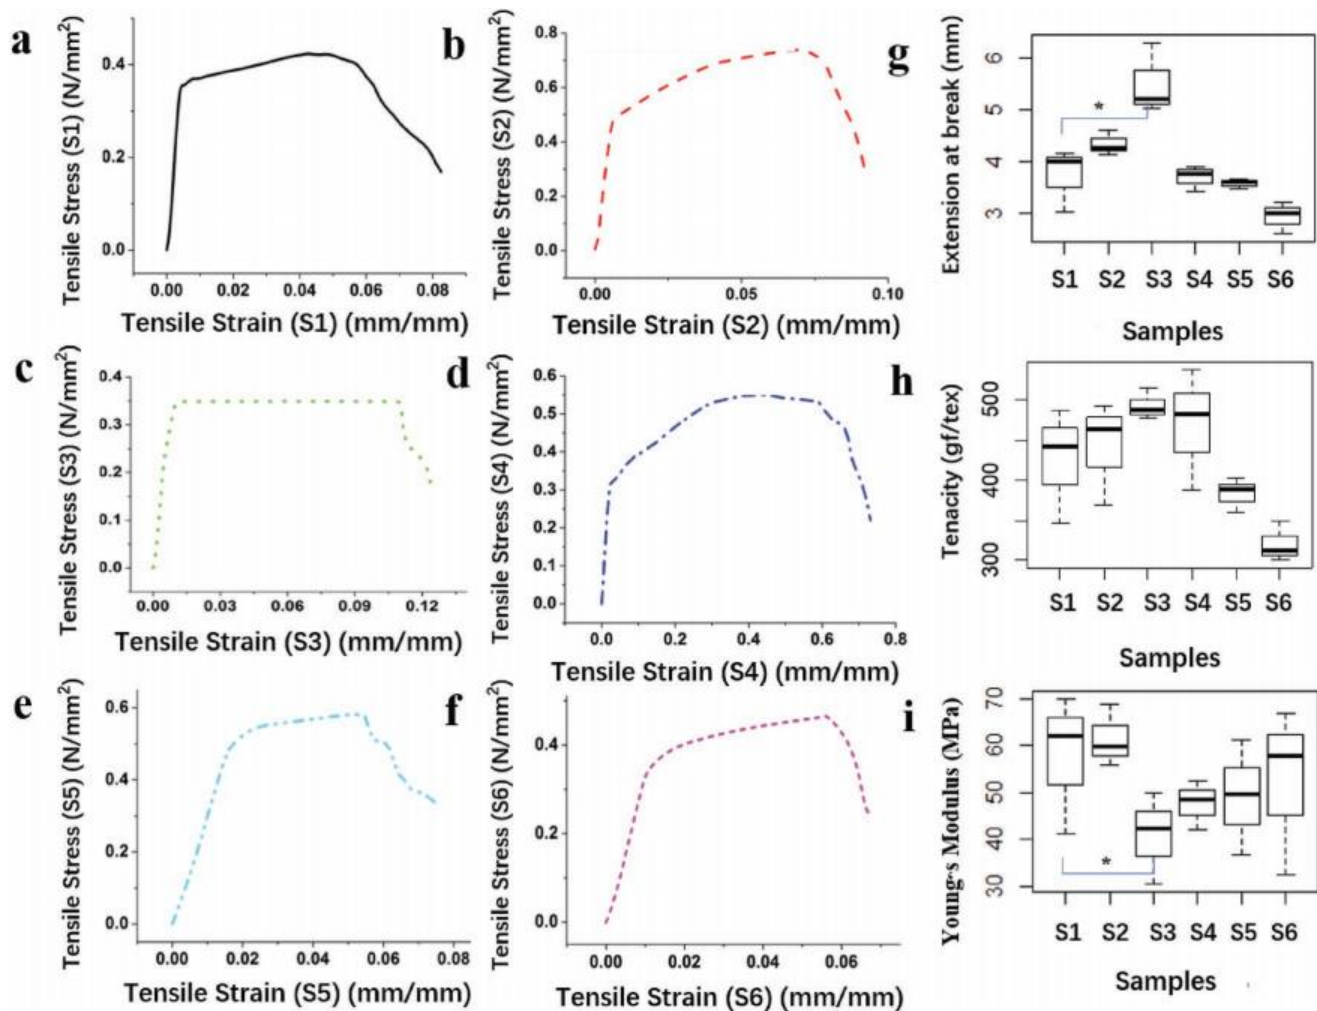 a
Tensile Stress (S1) (N/mm²)
0.4
0.2
0.0
0.00 0.02 0.04 0.06 0.08
Tensile Strain (S1) (mm/mm)
b
Tensile Stress (S2) (N/mm²)
0.8
0.6
0.4
0.2
0.0
0.00 0.05 0.10
Tensile Strain (S2) (mm/mm)
g
Extension at break (mm)
6
5
4
3
*
S1 S2 S3 S4 S5 S6
Samples
c
Tensile Stress (S3) (N/mm²)
0.4
0.3
0.2
0.1
0.0
0.00 0.03 0.06 0.09 0.12
Tensile Strain (S3) (mm/mm)
d
Tensile Stress (S4) (N/mm²)
0.6
0.5
0.4
0.3
0.2
0.1
0.0
0.0 0.2 0.4 0.6 0.8
Tensile Strain (S4) (mm/mm)
h
Tenacity (gf/tex)
500
400
300
S1 S2 S3 S4 S5 S6
Samples
e
Tensile Stress (S5) (N/mm²)
0.6
0.4
0.2
0.0
0.00 0.02 0.04 0.06 0.08
Tensile Strain (S5) (mm/mm)
f
Tensile Stress (S6) (N/mm²)
0.4
0.2
0.0
0.00 0.02 0.04 0.06
Tensile Strain (S6) (mm/mm)
i
Young's Modulus (MPa)
70
60
50
40
30
*
S1 S2 S3 S4 S5 S6
Samples